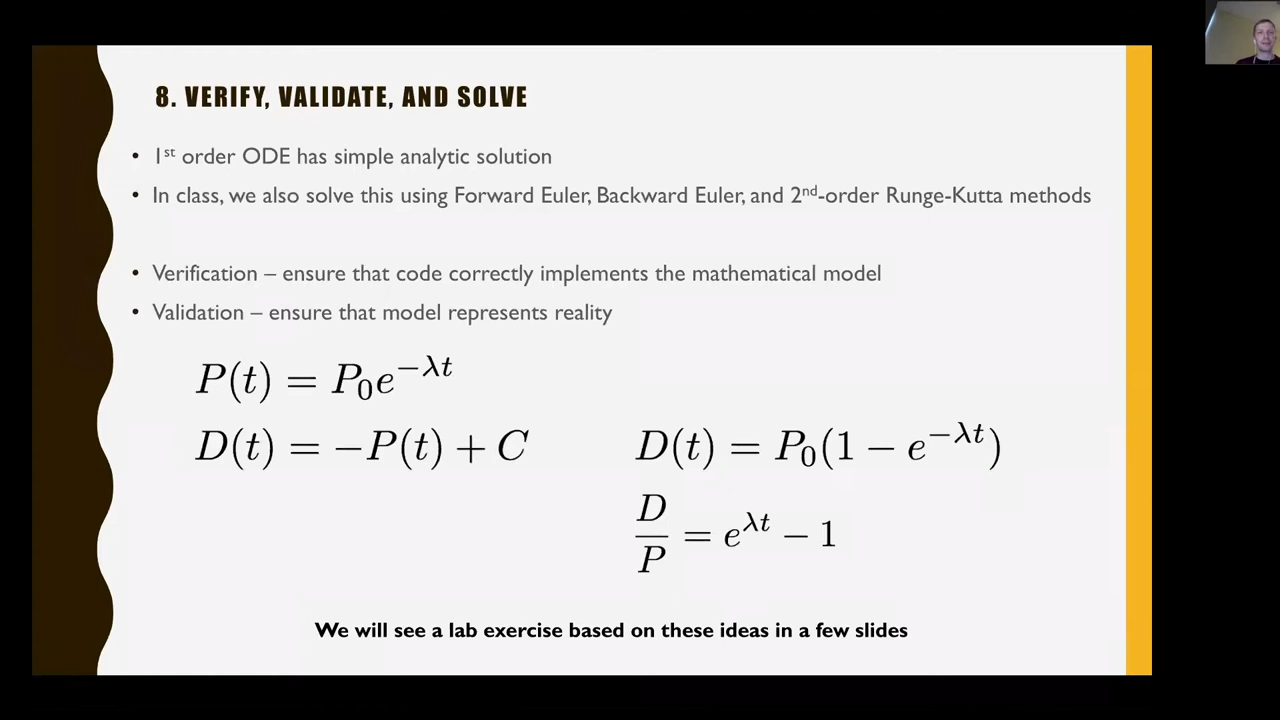 8. VERIFY, VALIDATE, AND SOLVE
• 1st order ODE has simple analytic solution
• In class, we also solve this using Forward Euler, Backward Euler, and 2nd-order Runge-Kutta methods
• Verification – ensure that code correctly implements the mathematical model
• Validation – ensure that model represents reality
P(t) = P₀e^{−λt}
D(t) = −P(t) + C
D(t) = P₀(1 − e^{−λt})
D/P = e^{λt} − 1
We will see a lab exercise based on these ideas in a few slides